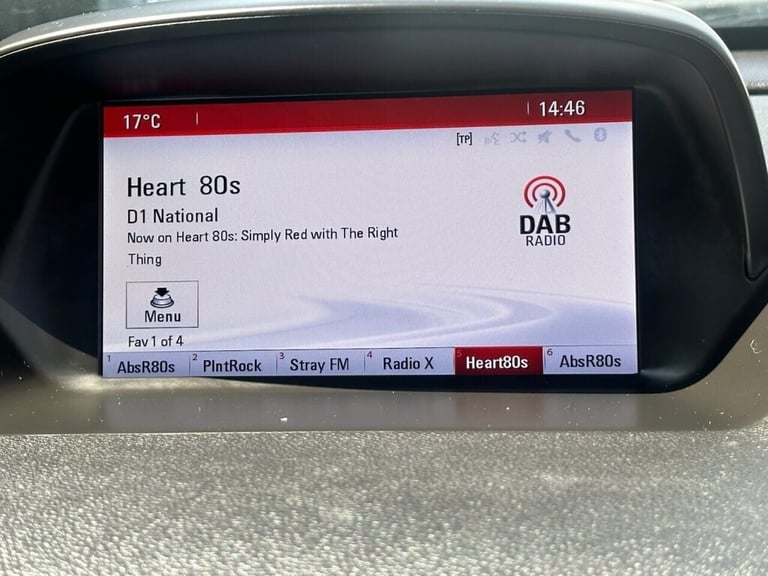 17°C 14:46
[TP]
Heart 80s
D1 National
Now on Heart 80s: Simply Red with The Right
Thing
DAB
RADIO
Menu
Fav 1 of 4
1 AbsR80s 2 PlntRock 3 Stray FM 4 Radio X 5 Heart80s 6 AbsR80s